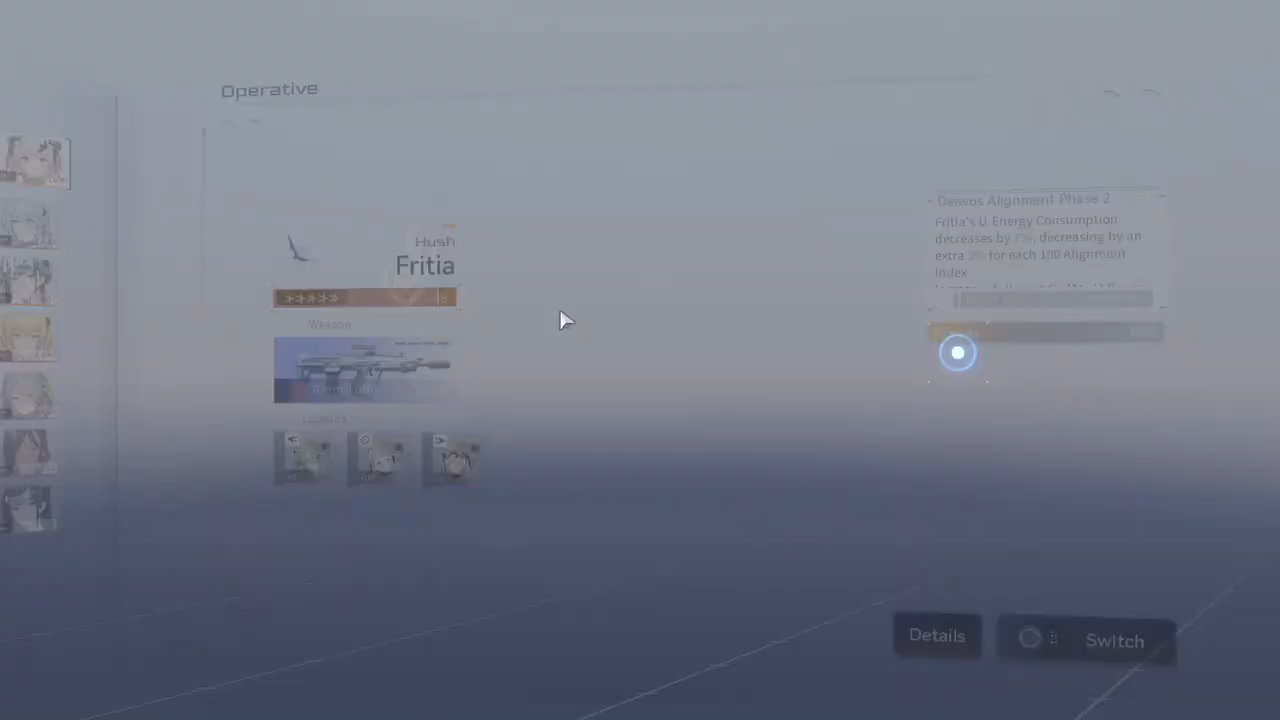 Operative
Hush
Fritia
Weapon
Logistics
Deiwos Alignment Phase 2
Fritia's U-Energy Consumption
decreases by 7%, decreasing by an
extra 3% for each 100 Alignment
Index
Details
Switch